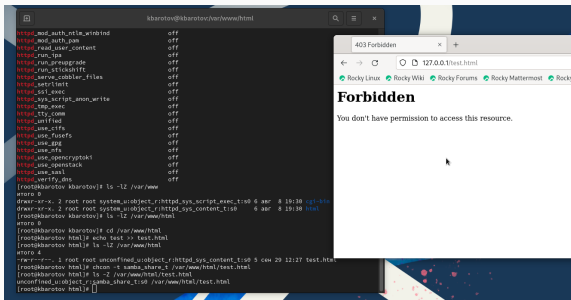 kbarotov@kbarotov:/var/www/html
httpd_mod_auth_ntlm_winbind off
httpd_mod_auth_pam off
httpd_read_user_content off
httpd_run_ipa off
httpd_run_preupgrade off
httpd_run_stickshift off
httpd_serve_cobbler_files off
httpd_setrlimit off
httpd_ssi_exec off
httpd_sys_script_anon_write off
httpd_tmp_exec off
httpd_tty_comm off
httpd_unified off
httpd_use_cifs off
httpd_use_fusefs off
httpd_use_gpg off
httpd_use_nfs off
httpd_use_opencryptoki off
httpd_use_openstack off
httpd_use_sasl off
httpd_verify_dns off
[root@kbarotov kbarotov]# ls -lZ /var/www
итого 0
drwxr-xr-x. 2 root root system_u:object_r:httpd_sys_script_exec_t:s0 6 авг 8 19:30 cgi-bin
drwxr-xr-x. 2 root root system_u:object_r:httpd_sys_content_t:s0 6 авг 8 19:30 html
[root@kbarotov kbarotov]# ls -lZ /var/www/html
итого 0
[root@kbarotov kbarotov]# cd /var/www/html
[root@kbarotov html]# echo test >> test.html
[root@kbarotov html]# ls -lZ /var/www/html
итого 4
-rw-r--r--. 1 root root unconfined_u:object_r:httpd_sys_content_t:s0 5 сен 29 12:27 test.html
[root@kbarotov html]# chcon -t samba_share_t /var/www/html/test.html
[root@kbarotov html]# ls -Z /var/www/html/test.html
unconfined_u:object_r:samba_share_t:s0 /var/www/html/test.html
[root@kbarotov html]#
403 Forbidden
127.0.0.1/test.html
Rocky Linux Rocky Wiki Rocky Forums Rocky Mattermost Rocky
Forbidden
You don't have permission to access this resource.